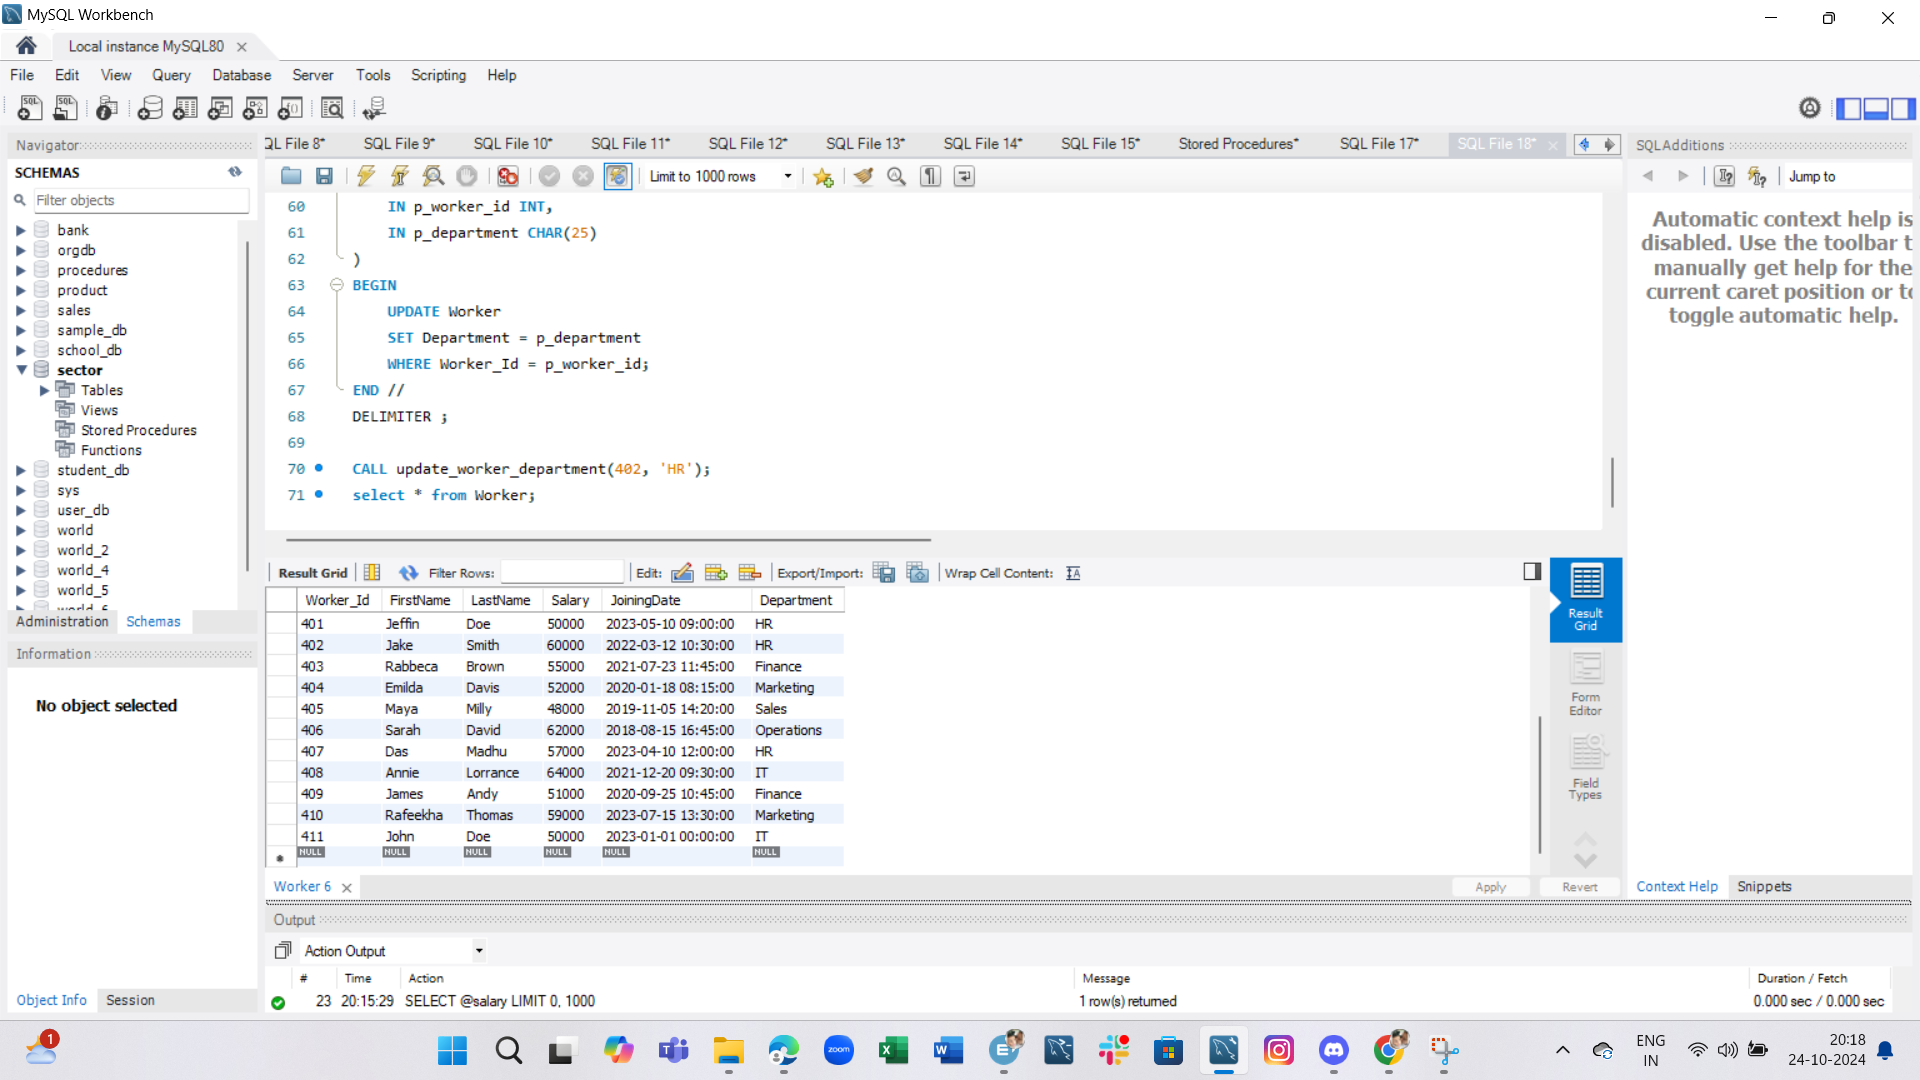 MySQL Workbench
Local instance MySQL80
File Edit View Query Database Server Tools Scripting Help
Navigator
SCHEMAS
Filter objects
bank
orgdb
procedures
product
sales
sample_db
school_db
sector
Tables
Views
Stored Procedures
Functions
student_db
sys
user_db
world
world_2
world_4
world_5
world_6
Administration Schemas
Information
No object selected
Object Info Session
QL File 8* SQL File 9* SQL File 10* SQL File 11* SQL File 12* SQL File 13* SQL File 14* SQL File 15* Stored Procedures* SQL File 17* SQL File 18*
Limit to 1000 rows
60 IN p_worker_id INT,
61 IN p_department CHAR(25)
62 )
63 BEGIN
64 UPDATE Worker
65 SET Department = p_department
66 WHERE Worker_Id = p_worker_id;
67 END //
68 DELIMITER ;
69
70 CALL update_worker_department(402, 'HR');
71 select * from Worker;
Result Grid Filter Rows: Edit: Export/Import: Wrap Cell Content: IA
Worker_Id FirstName LastName Salary JoiningDate Department
401 Jeffin Doe 50000 2023-05-10 09:00:00 HR
402 Jake Smith 60000 2022-03-12 10:30:00 HR
403 Rabbeca Brown 55000 2021-07-23 11:45:00 Finance
404 Emilda Davis 52000 2020-01-18 08:15:00 Marketing
405 Maya Milly 48000 2019-11-05 14:20:00 Sales
406 Sarah David 62000 2018-08-15 16:45:00 Operations
407 Das Madhu 57000 2023-04-10 12:00:00 HR
408 Annie Lorrance 64000 2021-12-20 09:30:00 IT
409 James Andy 51000 2020-09-25 10:45:00 Finance
410 Rafeekha Thomas 59000 2023-07-15 13:30:00 Marketing
411 John Doe 50000 2023-01-01 00:00:00 IT
NULL NULL NULL NULL NULL NULL
Result
Grid
Form
Editor
Field
Types
Worker 6
Apply Revert
SQLAdditions
Jump to
Automatic context help is
disabled. Use the toolbar t
manually get help for the
current caret position or to
toggle automatic help.
Context Help Snippets
Output
Action Output
# Time Action Message Duration / Fetch
23 20:15:29 SELECT @salary LIMIT 0, 1000 1 row(s) returned 0.000 sec / 0.000 sec
1
zoom
ENG
IN
20:18
24-10-2024